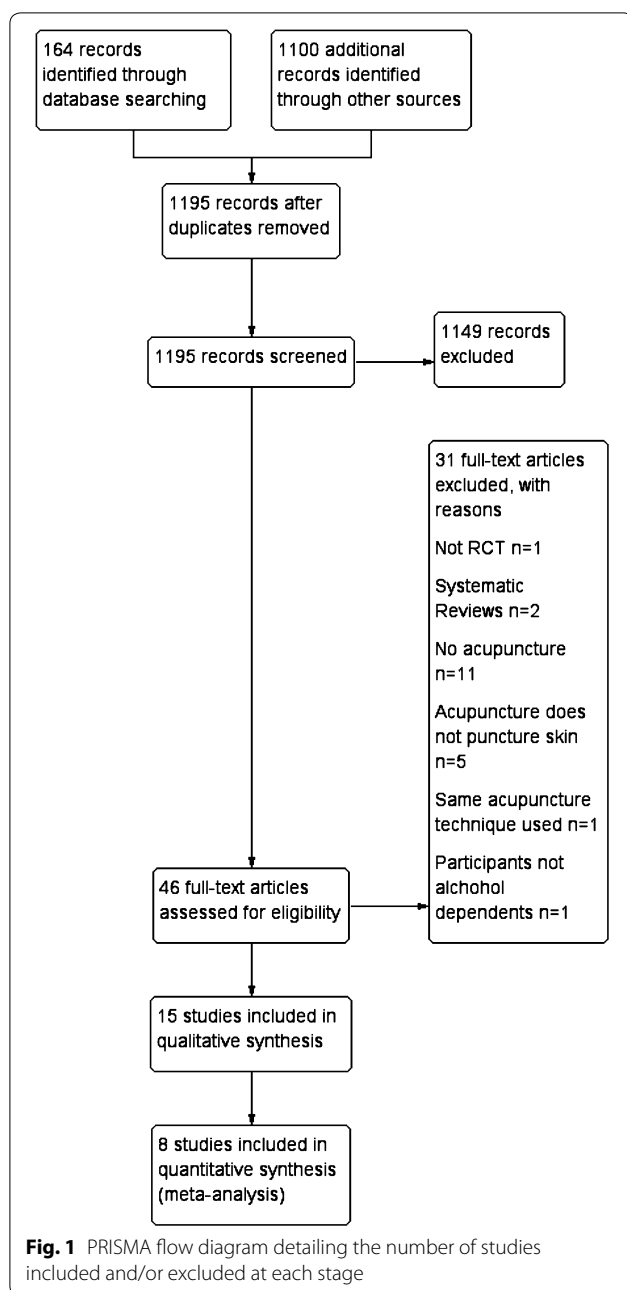 164 records
identified through
database searching
1100 additional
records identified
through other sources
1195 records after
duplicates removed
1195 records screened
1149 records
excluded
31 full-text articles
excluded, with
reasons
Not RCT n=1
Systematic
Reviews n=2
No acupuncture
n=11
Acupuncture does
not puncture skin
n=5
Same acupuncture
technique used n=1
Participants not
alchohol
dependents n=1
46 full-text articles
assessed for eligibility
15 studies included in
qualitative synthesis
8 studies included in
quantitative synthesis
(meta-analysis)
Fig. 1 PRISMA flow diagram detailing the number of studies
included and/or excluded at each stage